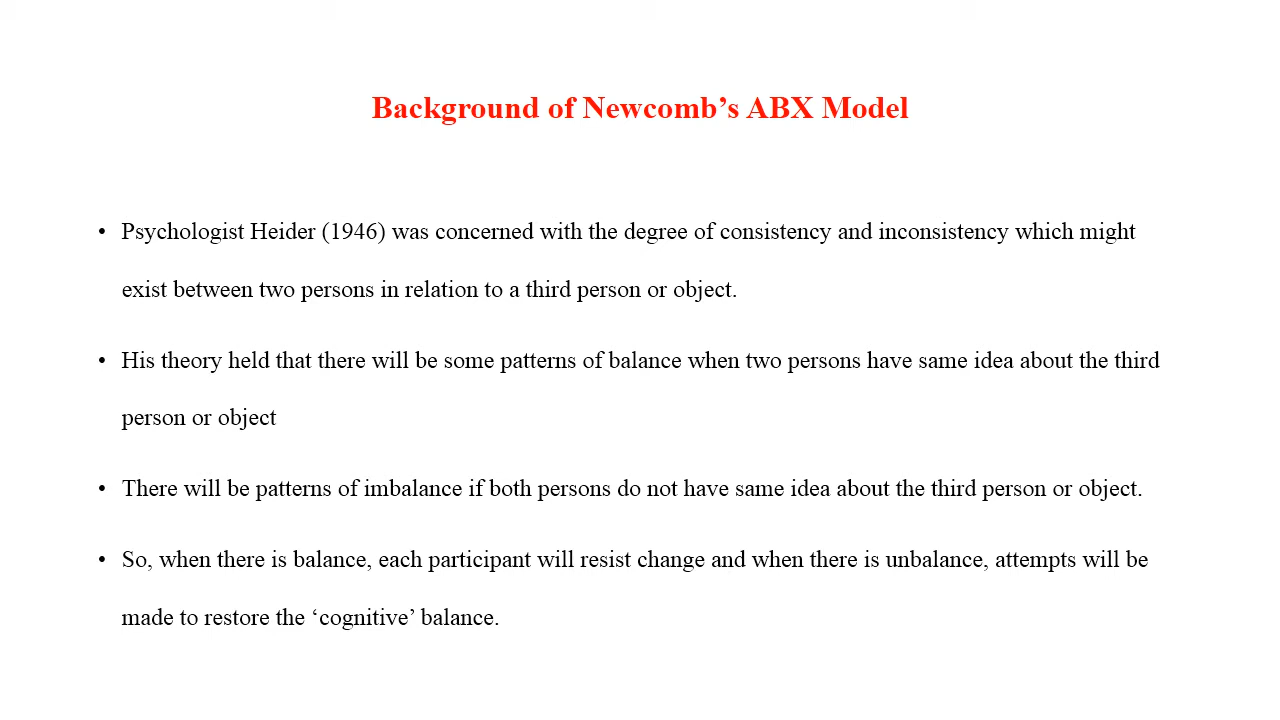 Background of Newcomb’s ABX Model
• Psychologist Heider (1946) was concerned with the degree of consistency and inconsistency which might
exist between two persons in relation to a third person or object.
• His theory held that there will be some patterns of balance when two persons have same idea about the third
person or object
• There will be patterns of imbalance if both persons do not have same idea about the third person or object.
• So, when there is balance, each participant will resist change and when there is unbalance, attempts will be
made to restore the ‘cognitive’ balance.